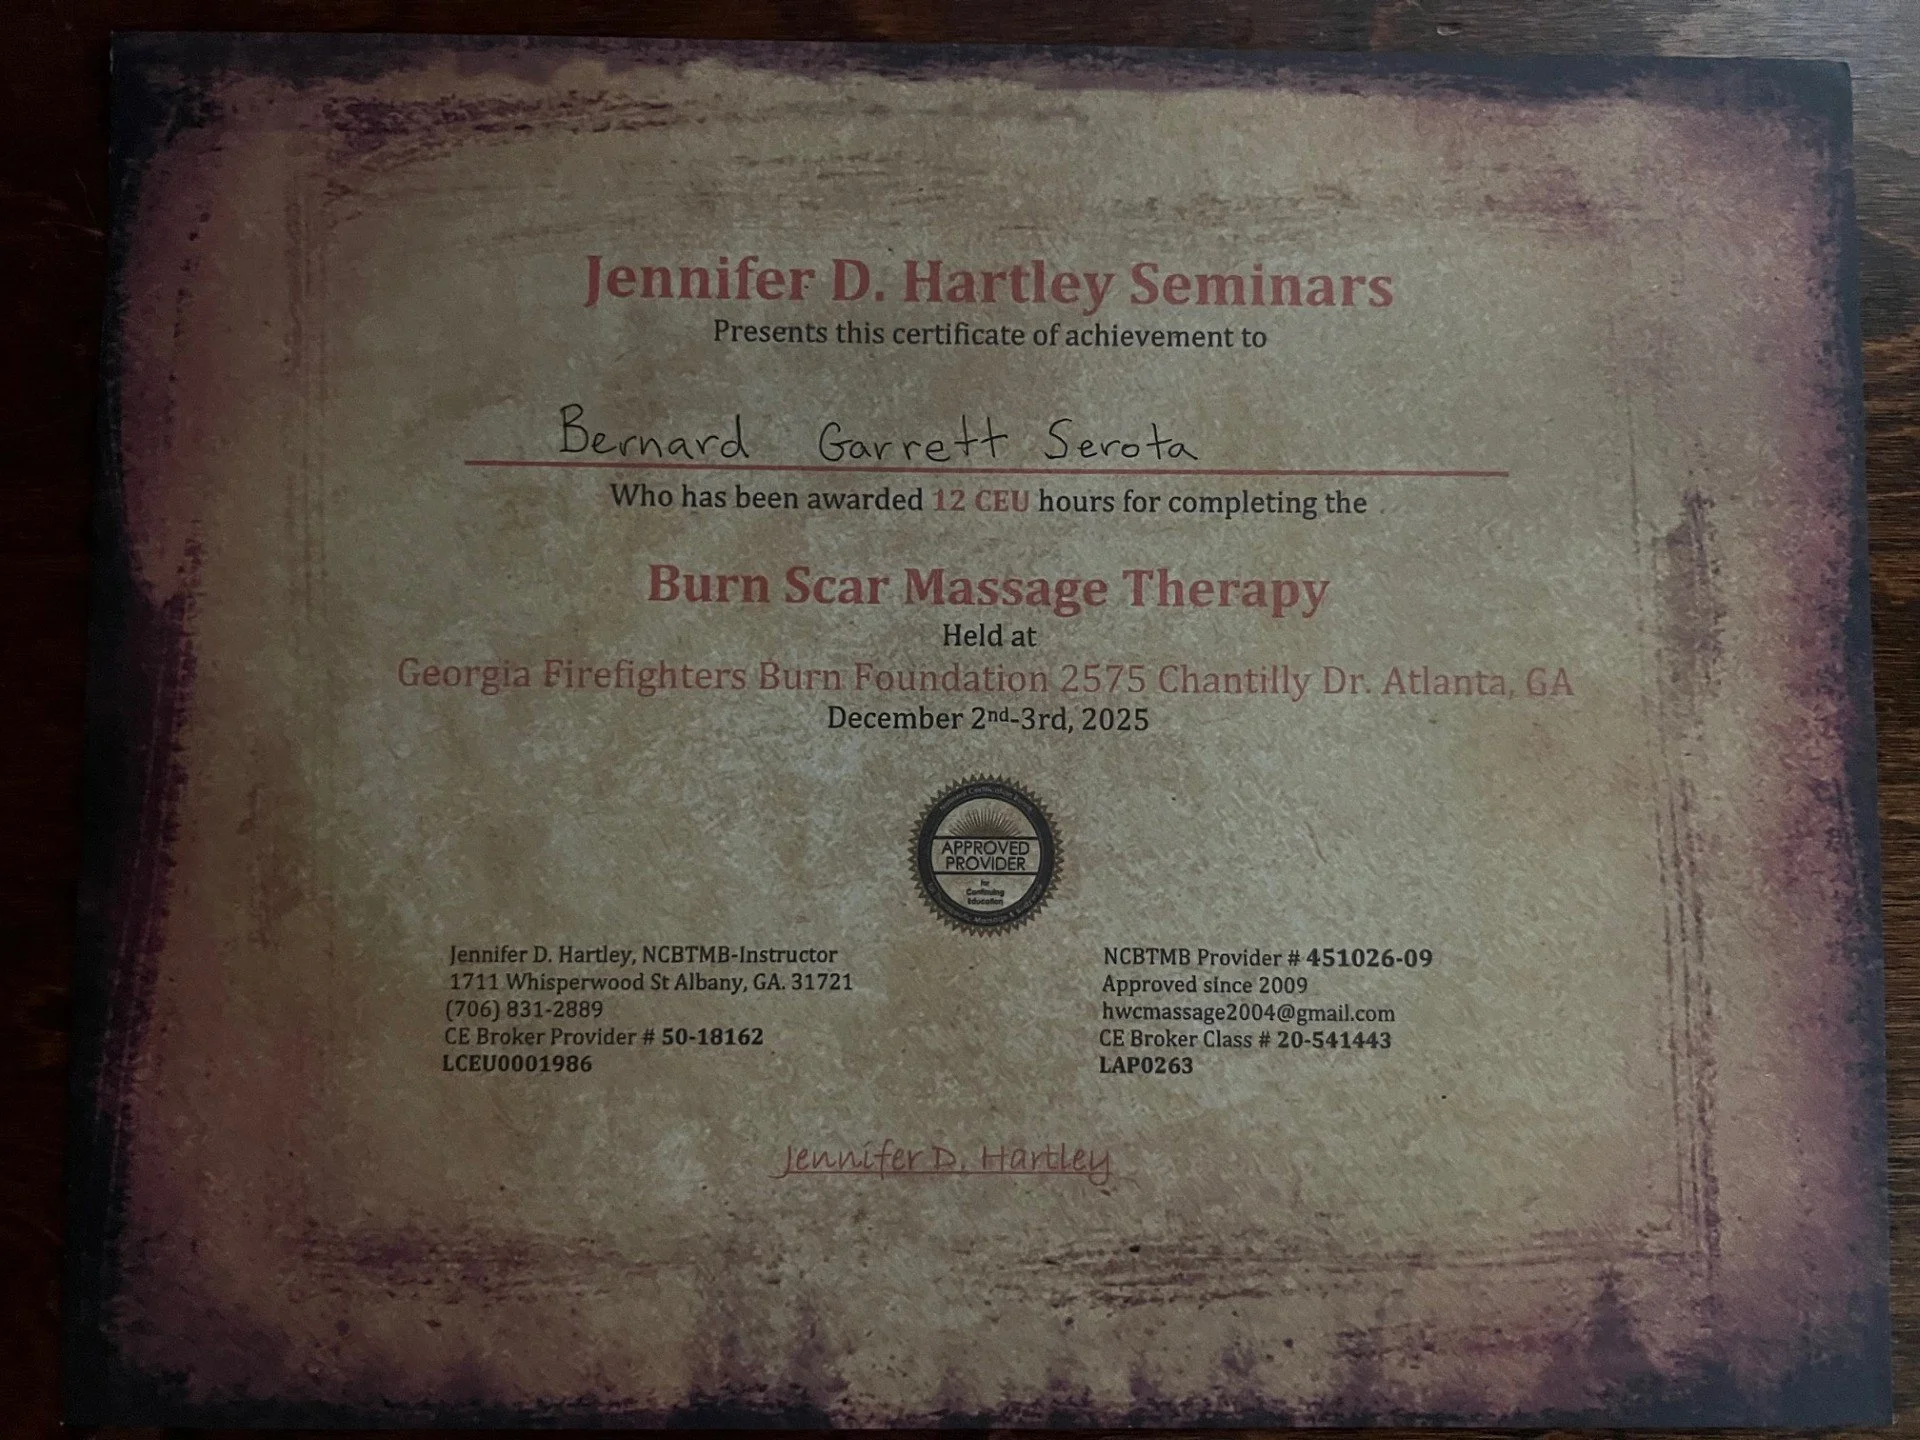 Jennifer D. Hartley Seminars
Presents this certificate of achievement to
Bernard Garrett Serota
Who has been awarded 12 CEU hours for completing the
Burn Scar Massage Therapy
Held at
Georgia Firefighters Burn Foundation 2575 Chantilly Dr. Atlanta, GA
December 2nd-3rd, 2025
APPROVED
PROVIDER
for
Continuing
Education
Jennifer D. Hartley, NCBTMB-Instructor
1711 Whisperwood St Albany, GA. 31721
(706) 831-2889
CE Broker Provider # 50-18162
LCEU0001986
NCBTMB Provider # 451026-09
Approved since 2009
hwcmassage2004@gmail.com
CE Broker Class # 20-541443
LAP0263
Jennifer D. Hartley